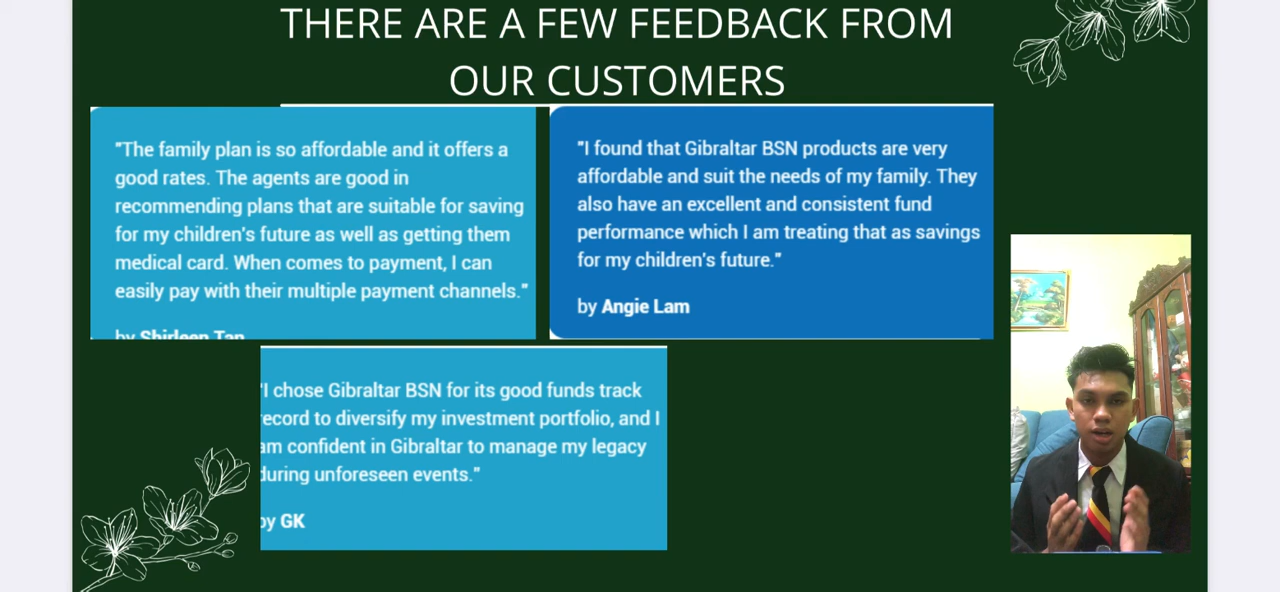 THERE ARE A FEW FEEDBACK FROM
OUR CUSTOMERS
"The family plan is so affordable and it offers a
good rates. The agents are good in
recommending plans that are suitable for saving
for my children's future as well as getting them
medical card. When comes to payment, I can
easily pay with their multiple payment channels."
by Shirleen Tan
"I found that Gibraltar BSN products are very
affordable and suit the needs of my family. They
also have an excellent and consistent fund
performance which I am treating that as savings
for my children's future."
by Angie Lam
"I chose Gibraltar BSN for its good funds track
record to diversify my investment portfolio, and I
am confident in Gibraltar to manage my legacy
during unforeseen events."
by GK